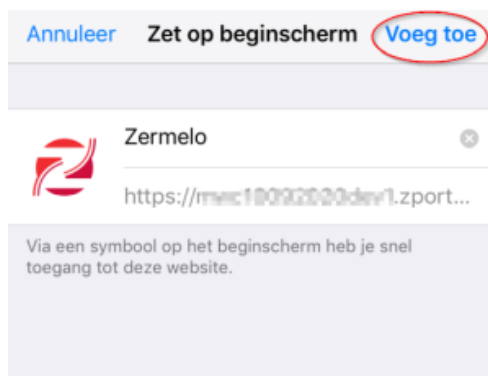 Annuleer Zet op beginscherm Voeg toe
Zermelo
https:// .zport...
Via een symbool op het beginscherm heb je snel
toegang tot deze website.